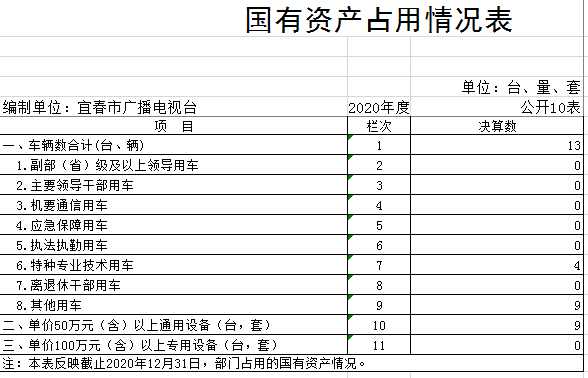 国有资产占用情况表
单位：台、量、套
编制单位：宜春市广播电视台 2020年度 公开10表
项 目 栏次 决算数
一、车辆数合计(台、辆) 1 13
1.副部（省）级及以上领导用车 2 0
2.主要领导干部用车 3 0
3.机要通信用车 4 0
4.应急保障用车 5 0
5.执法执勤用车 6 0
6.特种专业技术用车 7 4
7.离退休干部用车 8 0
8.其他用车 9 9
二、单价50万元（含）以上通用设备（台，套） 10 9
三、单价100万元（含）以上专用设备（台，套） 11 0
注：本表反映截止2020年12月31日，部门占用的国有资产情况。